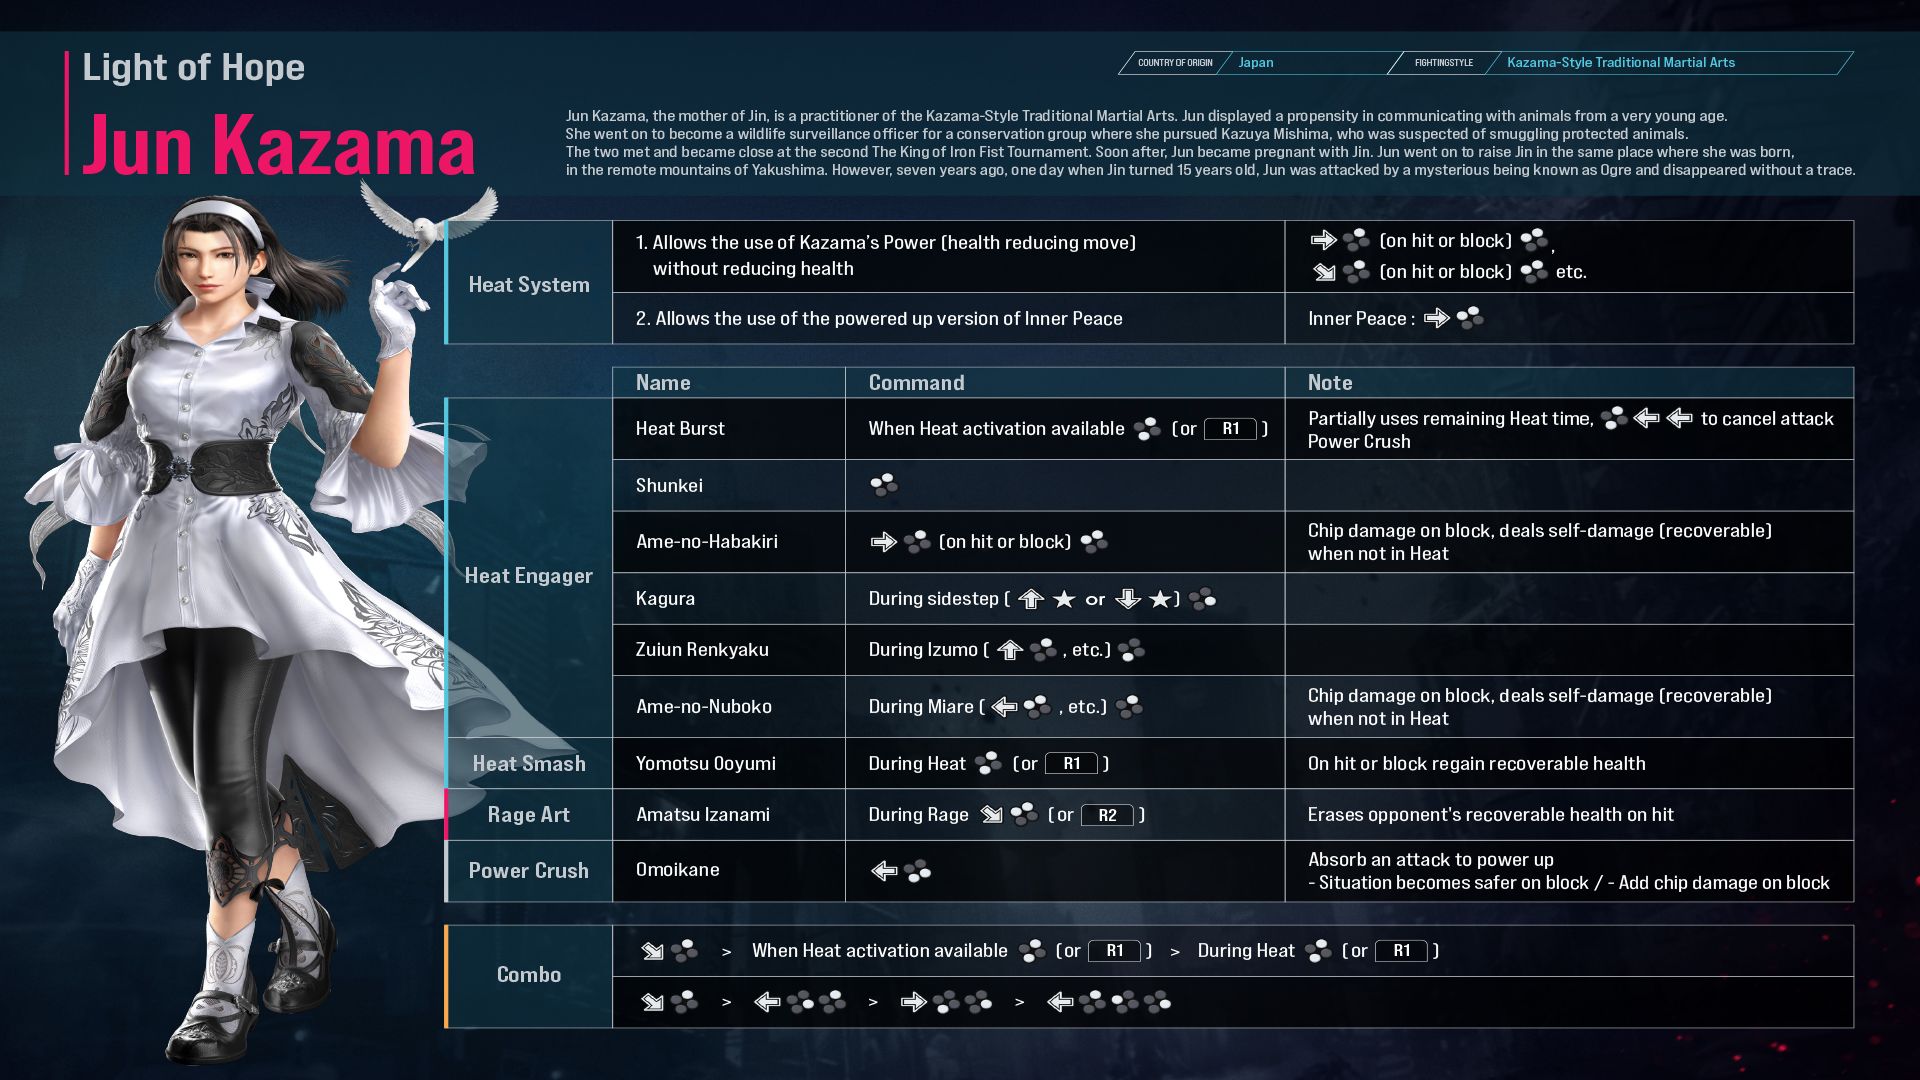 Light of Hope
Jun Kazama
COUNTRY OF ORIGIN Japan FIGHTINGSTYLE Kazama-Style Traditional Martial Arts
Jun Kazama, the mother of Jin, is a practitioner of the Kazama-Style Traditional Martial Arts. Jun displayed a propensity in communicating with animals from a very young age.
She went on to become a wildlife surveillance officer for a conservation group where she pursued Kazuya Mishima, who was suspected of smuggling protected animals.
The two met and became close at the second The King of Iron Fist Tournament. Soon after, Jun became pregnant with Jin. Jun went on to raise Jin in the same place where she was born,
in the remote mountains of Yakushima. However, seven years ago, one day when Jin turned 15 years old, Jun was attacked by a mysterious being known as Ogre and disappeared without a trace.
Heat System
1. Allows the use of Kazama's Power (health reducing move)
without reducing health
(on hit or block) ,
(on hit or block) etc.
2. Allows the use of the powered up version of Inner Peace
Inner Peace :
Name Command Note
Heat Engager
Heat Burst
When Heat activation available (or R1 )
Partially uses remaining Heat time, to cancel attack
Power Crush
Shunkei
Ame-no-Habakiri
(on hit or block)
Chip damage on block, deals self-damage (recoverable)
when not in Heat
Kagura
During sidestep ( ★ or ★ )
Zuiun Renkyaku
During Izumo ( , etc.)
Ame-no-Nuboko
During Miare ( , etc.)
Chip damage on block, deals self-damage (recoverable)
when not in Heat
Heat Smash
Yomotsu Ooyumi
During Heat (or R1 )
On hit or block regain recoverable health
Rage Art
Amatsu Izanami
During Rage (or R2 )
Erases opponent's recoverable health on hit
Power Crush
Omoikane
Absorb an attack to power up
- Situation becomes safer on block / - Add chip damage on block
Combo
> When Heat activation available (or R1 ) > During Heat (or R1 )
> > >